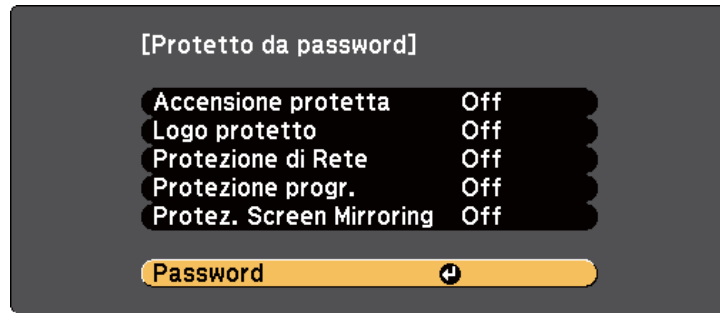 [Protetto da password]
Accensione protetta Off
Logo protetto Off
Protezione di Rete Off
Protezione progr. Off
Protez. Screen Mirroring Off
Password